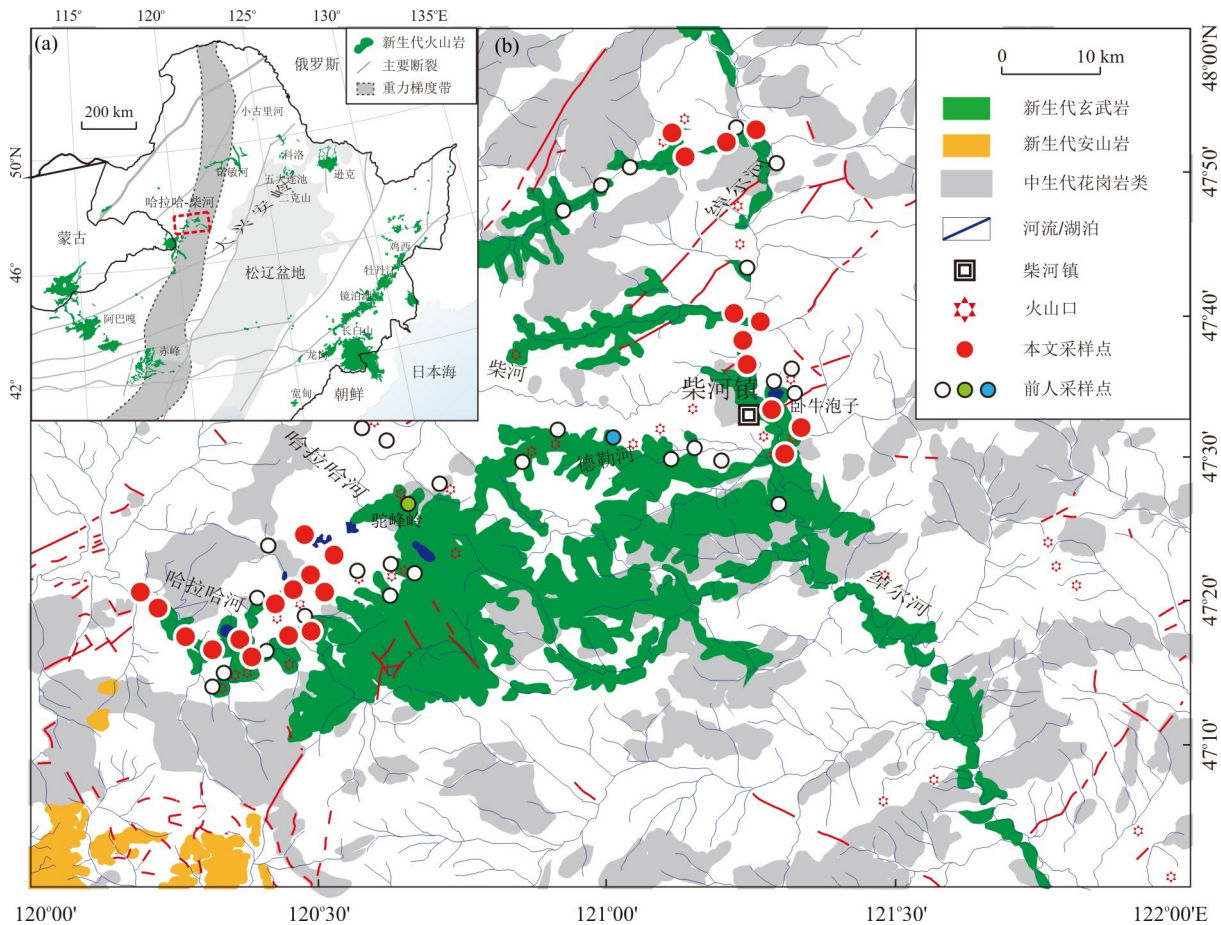 115°
120°
125°
130°
135°E
(a)
新生代火山岩
主要断裂
重力梯度带
俄罗斯
200 km
小古里河
科洛
五大连池
二克山
逊克
诺敏河
哈拉哈-柴河
大兴安岭
蒙古
松辽盆地
鸡西
牡丹江
镜泊湖
阿巴嘎
长白山
龙岗
赤峰
宽甸
朝鲜
日本海
50°N
46°
42°
(b)
0 10 km
新生代玄武岩
新生代安山岩
中生代花岗岩类
河流/湖泊
柴河镇
火山口
本文采样点
前人采样点
绰尔河
柴河
柴河镇
卧牛泡子
哈拉哈河
德勒河
驼峰岭
哈拉哈河
绰尔河
48°00'N
47°50'
47°40'
47°30'
47°20'
47°10'
120°00'
120°30'
121°00'
121°30'
122°00'E